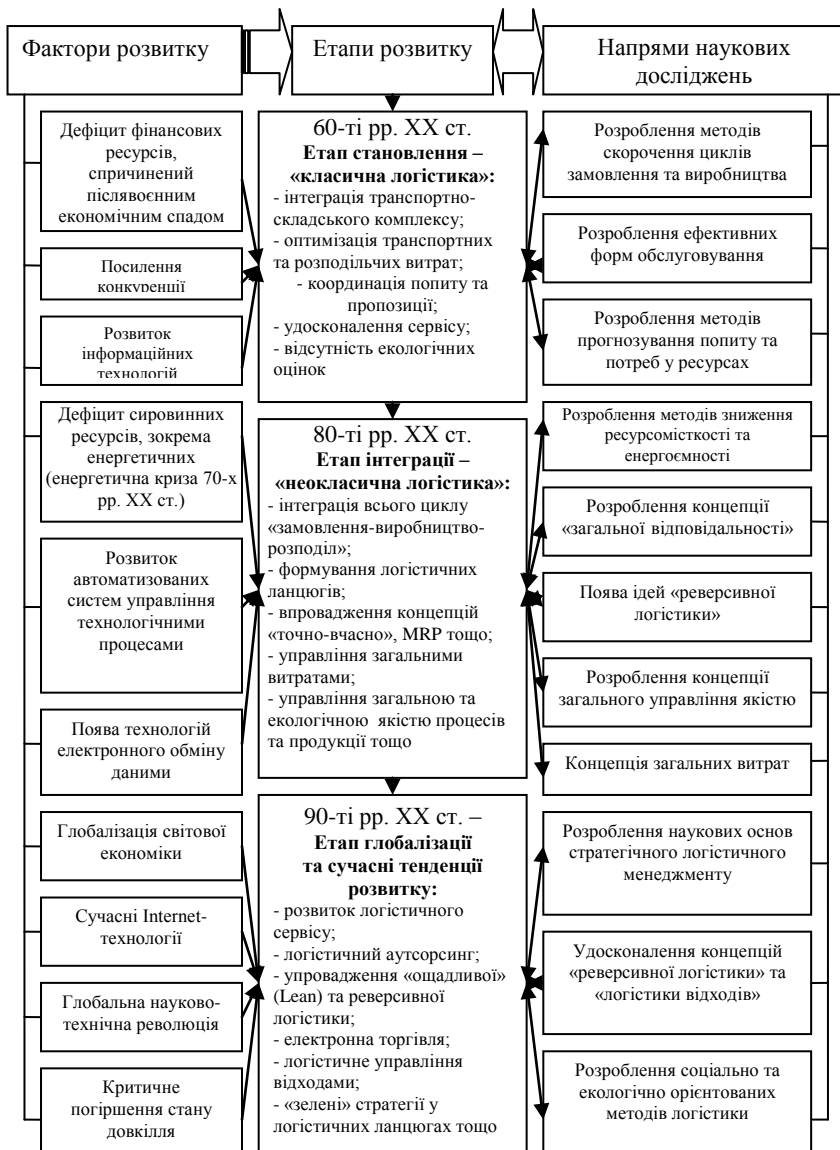 Фактори розвитку
Етапи розвитку
Напрями наукових
досліджень
Дефіцит фінансових
ресурсів,
спричинений
післявоєнним
економічним спадом
Посилення
конкуренції
Розвиток
інформаційних
технологій
60-ті рр. ХХ ст.
Етап становлення –
«класична логістика»:
- інтеграція транспортно-
складського комплексу;
- оптимізація транспортних
та розподільчих витрат;
- координація попиту та
пропозиції;
- удосконалення сервісу;
- відсутність екологічних
оцінок
Розроблення методів
скорочення циклів
замовлення та виробництва
Розроблення ефективних
форм обслуговування
Розроблення методів
прогнозування попиту та
потреб у ресурсах
Дефіцит сировинних
ресурсів, зокрема
енергетичних
(енергетична криза 70-х
рр. ХХ ст.)
Розвиток
автоматизованих
систем управління
технологічними
процесами
Поява технологій
електронного обміну
даними
80-ті рр. ХХ ст.
Етап інтеграції –
«неокласична логістика»:
- інтеграція всього циклу
«замовлення-виробництво-
розподіл»;
- формування логістичних
ланцюгів;
- впровадження концепцій
«точно-вчасно», MRP тощо;
- управління загальними
витратами;
- управління загальною та
екологічною якістю процесів
та продукції тощо
Розроблення методів зниження
ресурсомісткості та
енергоємності
Розроблення концепції
«загальної відповідальності»
Поява ідей «реверсивної
логістики»
Розроблення концепції
загального управління якістю
Концепція загальних витрат
Глобалізація світової
економіки
Сучасні Internet-
технології
Глобальна науково-
технічна революція
Критичне
погіршення стану
довкілля
90-ті рр. ХХ ст. –
Етап глобалізації
та сучасні тенденції
розвитку:
- розвиток логістичного
сервісу;
- логістичний аутсорсинг;
- упровадження «ощадливої»
(Lean) та реверсивної
логістики;
- електронна торгівля;
- логістичне управління
відходами;
- «зелені» стратегії у
логістичних ланцюгах тощо
Розроблення наукових основ
стратегічного логістичного
менеджменту
Удосконалення концепцій
«реверсивної логістики» та
«логістики відходів»
Розроблення соціально та
екологічно орієнтованих
методів логістики